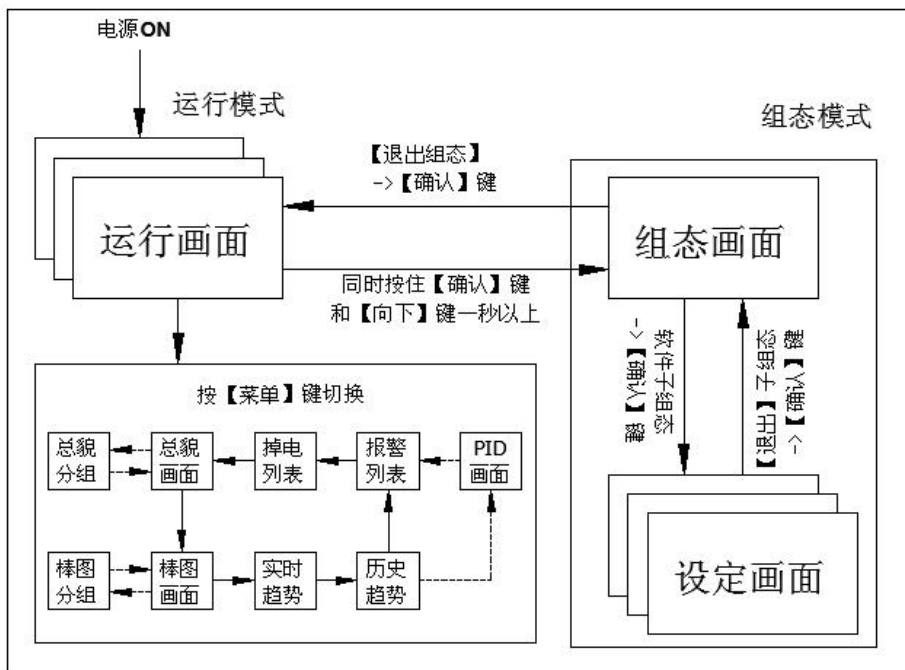 电源ON
运行模式
组态模式
【退出组态】
->【确认】键
运行画面
组态画面
同时按住【确认】键
和【向下】键一秒以上
软件子组态
->【确认】键
【退出】子组态
->【确认】键
按【菜单】键切换
总貌
分组
总貌
画面
掉电
列表
报警
列表
PID
画面
棒图
分组
棒图
画面
实时
趋势
历史
趋势
设定画面